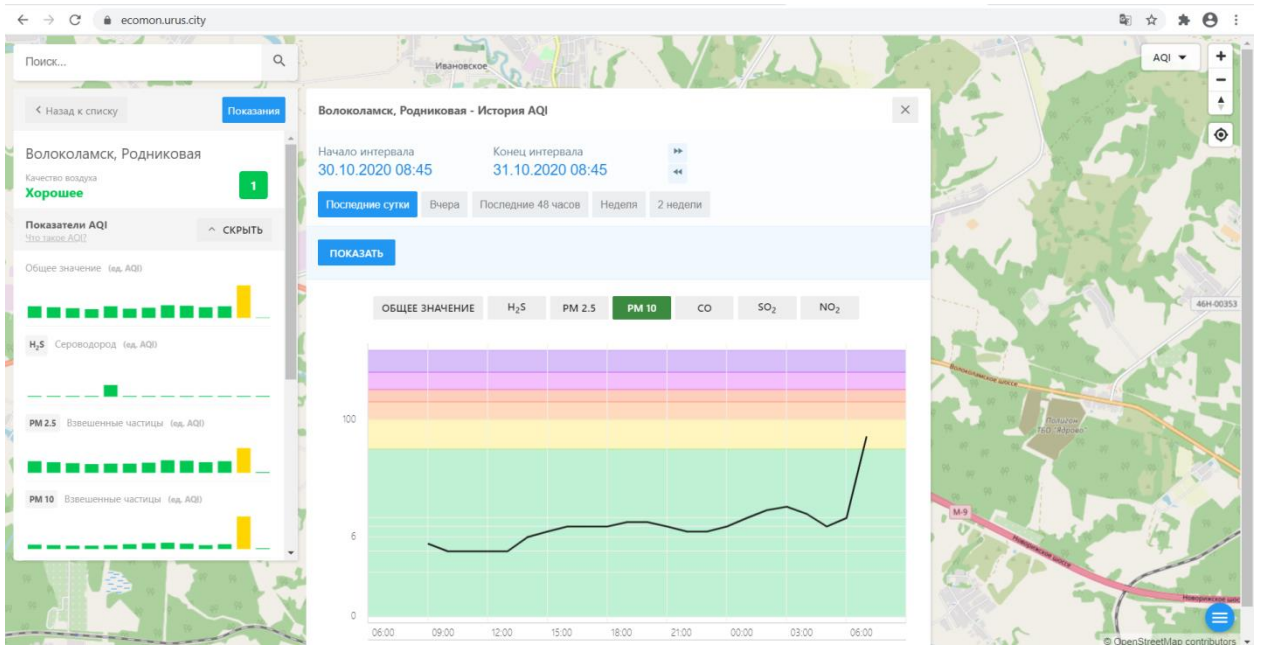 ecomon.urus.city
Поиск...
Ивановское
AQI
Назад к списку
Показания
Волоколамск, Родниковая
Качество воздуха
Хорошее
1
Показатели AQI
Что такое AQI?
СКРЫТЬ
Общее значение (ед. AQI)
H₂S Сероводород (ед. AQI)
PM 2.5 Взвешенные частицы (ед. AQI)
PM 10 Взвешенные частицы (ед. AQI)
Волоколамск, Родниковая - История AQI
Начало интервала
30.10.2020 08:45
Конец интервала
31.10.2020 08:45
Последние сутки Вчера Последние 48 часов Неделя 2 недели
ПОКАЗАТЬ
ОБЩЕЕ ЗНАЧЕНИЕ H₂S PM 2.5 PM 10 CO SO₂ NO₂
100
6
0
06:00 09:00 12:00 15:00 18:00 21:00 00:00 03:00 06:00
46Н-00353
Волоколамское шоссе
Полигон
ТБО "Ядрово"
М-9
Новорижское шоссе
Новорижское шос
© OpenStreetMap contributors